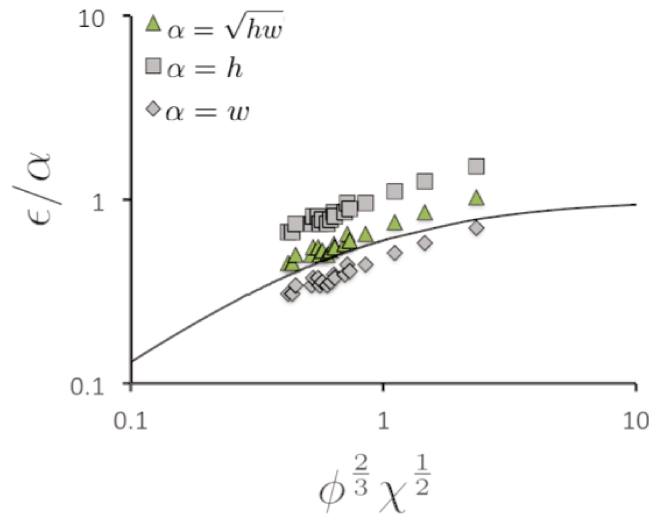 10
α = √hw
α = h
α = w
ϵ/α
1
0.1
0.1
1
10
ϕ^{2/3} χ^{1/2}